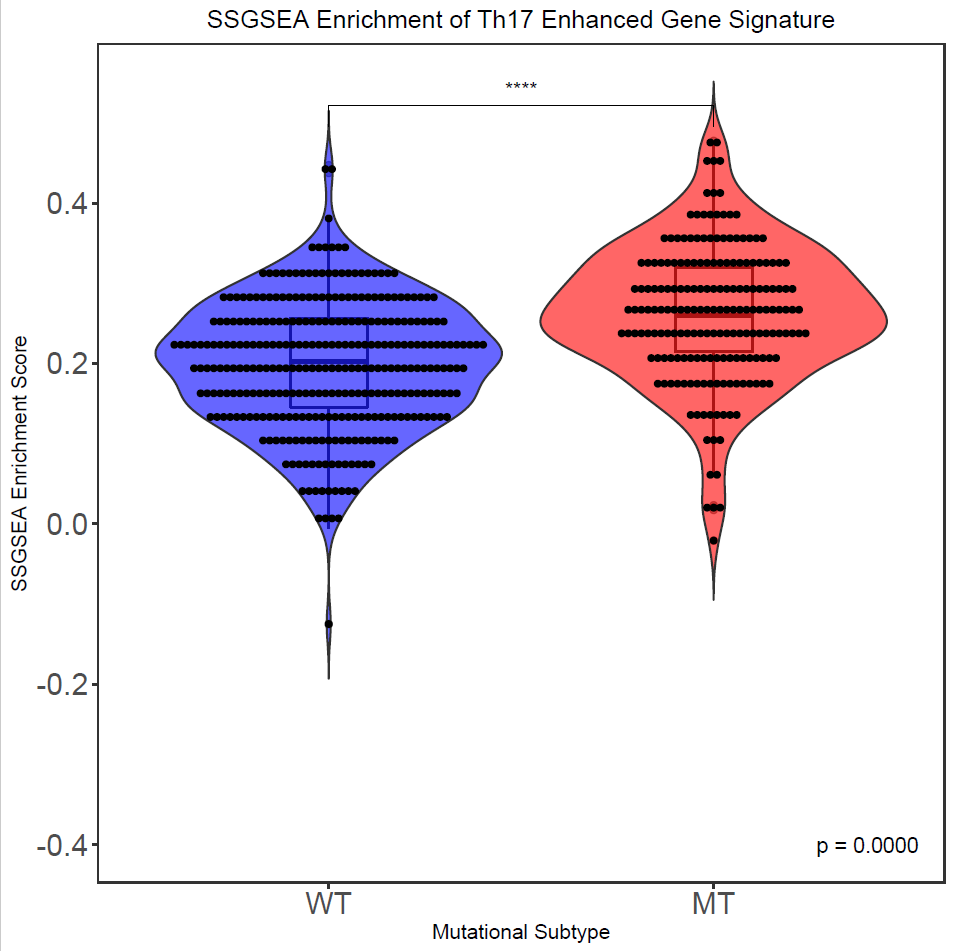 SSGSEA Enrichment of Th17 Enhanced Gene Signature
****
0.4
0.2
0.0
-0.2
-0.4
SSGSEA Enrichment Score
p = 0.0000
WT
MT
Mutational Subtype